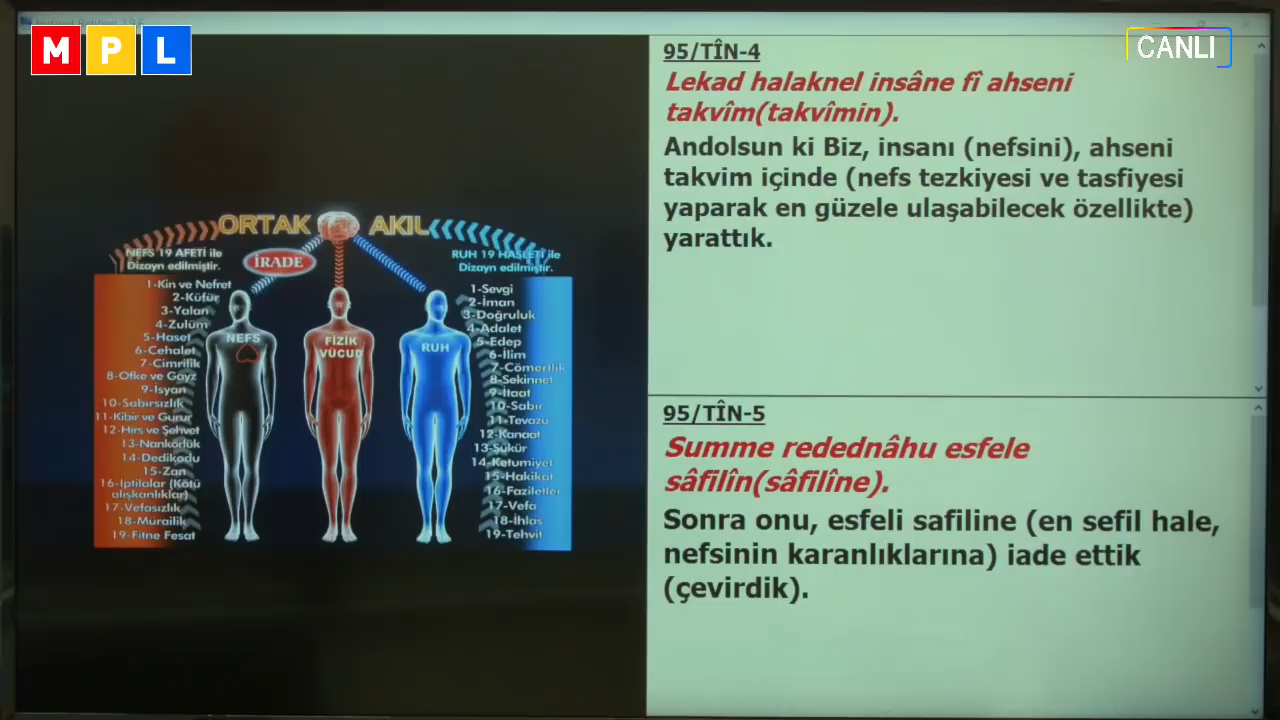 MPL
CANLI
ORTAK AKIL
NEFS 19 AFETİ ile
Dizayn edilmiştir.
İRADE
RUH 19 HASLETİ ile
Dizayn edilmiştir.
1-Kin ve Nefret
2-Küfür
3-Yalan
4-Zulüm
5-Haset
6-Cehalet
7-Cimrilik
8-Öfke ve Gayz
9-İsyan
10-Sabırsızlık
11-Kibir ve Gurur
12-Hırs ve Şehvet
13-Nankörlük
14-Dedikodu
15-Zan
16-İptilalar (Kötü
alışkanlıklar)
17-Vefasızlık
18-Mürailik
19-Fitne Fesat
NEFS
FİZİK
VÜCUD
RUH
1-Sevgi
2-İman
3-Doğruluk
4-Adalet
5-Edep
6-İlim
7-Cömertlik
8-Sekinnet
9-İtaat
10-Sabır
11-Tevazu
12-Kanaat
13-Şükür
14-Ketumiyet
15-Hakikat
16-Faziletler
17-Vefa
18-İhlas
19-Tehvit
95/TÎN-4
Lekad halaknel insâne fî ahseni
takvîm(takvîmin).
Andolsun ki Biz, insanı (nefsini), ahseni
takvim içinde (nefs tezkiyesi ve tasfiyesi
yaparak en güzele ulaşabilecek özellikte)
yarattık.
95/TÎN-5
Summe redednâhu esfele
sâfilîn(sâfilîne).
Sonra onu, esfeli safiline (en sefil hale,
nefsinin karanlıklarına) iade ettik
(çevirdik).